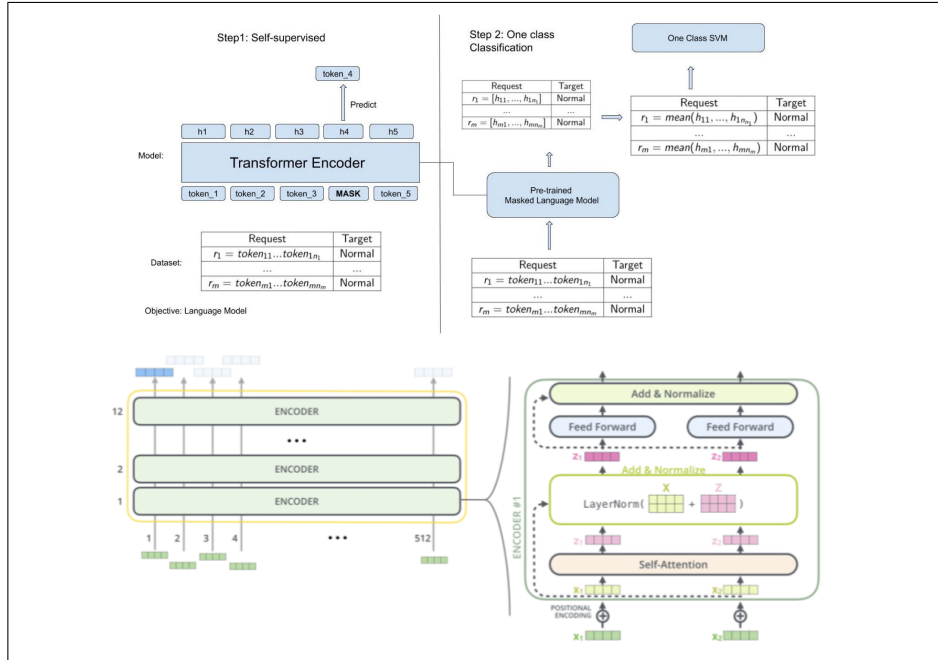 Step1: Self-supervised
token_4
Predict
h1 h2 h3 h4 h5
Model:
Transformer Encoder
token_1 token_2 token_3 MASK token_5
Request Target
Dataset:
r₁ = token₁₁...token₁ₙ₁ Normal
... ...
rₘ = tokenₘ₁...tokenₘₙₘ Normal
Objective: Language Model
Step 2: One class
Classification
One Class SVM
Request Target
r₁ = [h₁₁, ..., h₁ₙ₁] Normal
... ...
rₘ = [hₘ₁, ..., hₘₙₘ] Normal
Request Target
r₁ = mean(h₁₁, ..., h₁ₙₙ₁) Normal
... ...
rₘ = mean(hₘ₁, ..., hₘₙₘ) Normal
Pre-trained
Masked Language Model
Request Target
r₁ = token₁₁...token₁ₙ₁ Normal
... ...
rₘ = tokenₘ₁...tokenₘₙₘ Normal
12 ENCODER
•••
2 ENCODER
1 ENCODER
1 2 3 4 ••• 512
ENCODER #1
Add & Normalize
Feed Forward Feed Forward
z₁ z₂
Add & Normalize
X Z
LayerNorm( + )
z₁ z₂
Self-Attention
x₁ x₂
POSITIONAL
ENCODING
x₁ x₂